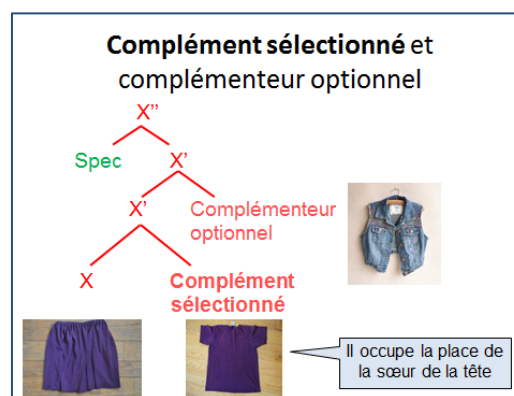 Complément sélectionné et
complémenteur optionnel
X''
Spec
X'
X'
Complémenteur
optionnel
X
Complément
sélectionné
Il occupe la place de
la sœur de la tête